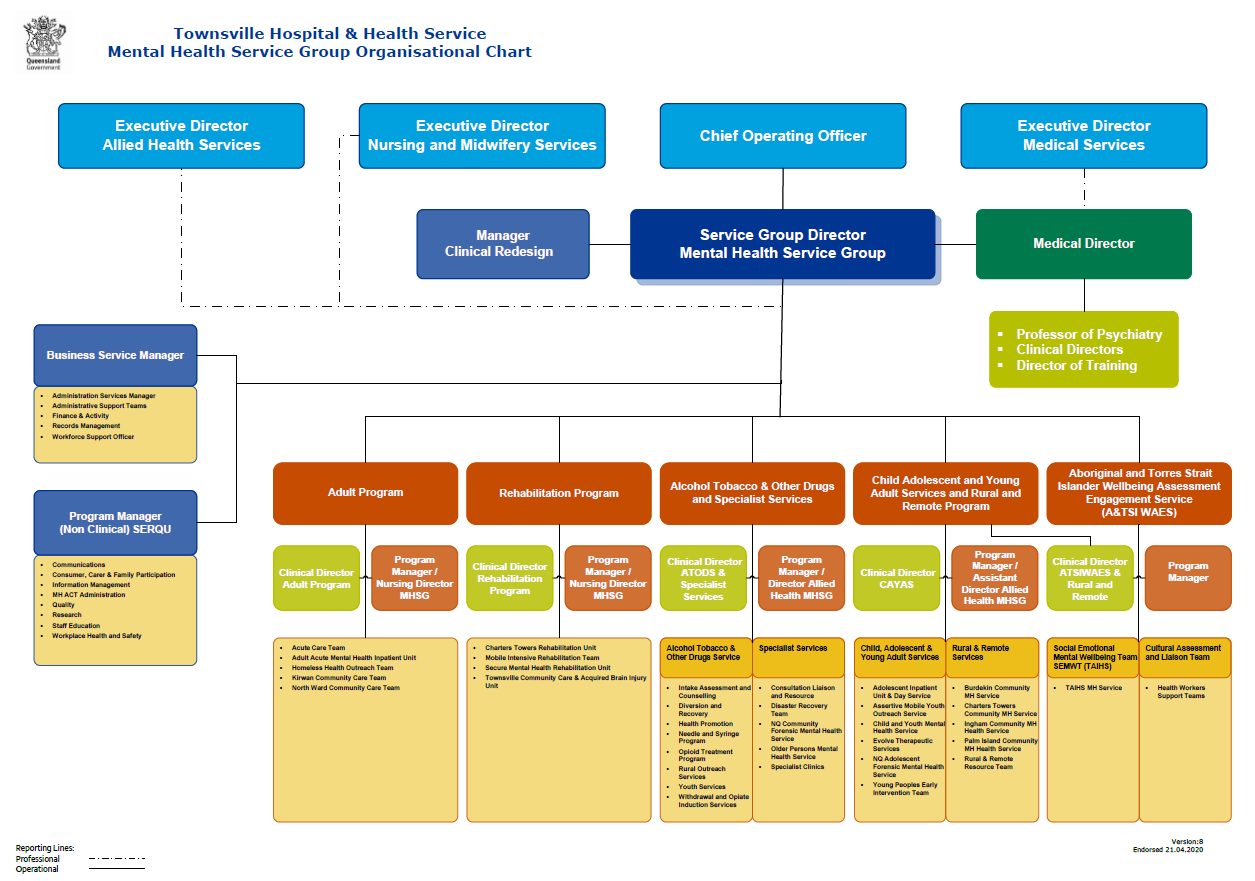 Queensland
Government
Townsville Hospital & Health Service
Mental Health Service Group Organisational Chart
Executive Director
Allied Health Services
Executive Director
Nursing and Midwifery Services
Chief Operating Officer
Executive Director
Medical Services
Manager
Clinical Redesign
Service Group Director
Mental Health Service Group
Medical Director
▪ Professor of Psychiatry
▪ Clinical Directors
▪ Director of Training
Business Service Manager
• Administration Services Manager
• Administrative Support Teams
• Finance & Activity
• Records Management
• Workforce Support Officer
Program Manager
(Non Clinical) SERQU
• Communications
• Consumer, Carer & Family Participation
• Information Management
• MH ACT Administration
• Quality
• Research
• Staff Education
• Workplace Health and Safety
Adult Program
Clinical Director
Adult Program
Program
Manager /
Nursing Director
MHSG
• Acute Care Team
• Adult Acute Mental Health Inpatient Unit
• Homeless Health Outreach Team
• Kirwan Community Care Team
• North Ward Community Care Team
Rehabilitation Program
Clinical Director
Rehabilitation
Program
Program
Manager /
Nursing Director
MHSG
• Charters Towers Rehabilitation Unit
• Mobile Intensive Rehabilitation Team
• Secure Mental Health Rehabilitation Unit
• Townsville Community Care & Acquired Brain Injury
Unit
Alcohol Tobacco & Other Drugs
and Specialist Services
Clinical Director
ATODS &
Specialist
Services
Program
Manager /
Director Allied
Health MHSG
Alcohol Tobacco &
Other Drugs Service
• Intake Assessment and
Counselling
• Diversion and
Recovery
• Health Promotion
• Needle and Syringe
Program
• Opioid Treatment
Program
• Rural Outreach
Services
• Youth Services
• Withdrawal and Opiate
Induction Services
Specialist Services
• Consultation Liaison
and Resource
• Disaster Recovery
Team
• NQ Community
Forensic Mental Health
Service
• Older Persons Mental
Health Service
• Specialist Clinics
Child Adolescent and Young
Adult Services and Rural and
Remote Program
Clinical Director
CAYAS
Program
Manager /
Assistant
Director Allied
Health MHSG
Child, Adolescent &
Young Adult Services
• Adolescent Inpatient
Unit & Day Service
• Assertive Mobile Youth
Outreach Service
• Child and Youth Mental
Health Service
• Evolve Therapeutic
Services
• NQ Adolescent
Forensic Mental Health
Service
• Young Peoples Early
Intervention Team
Rural & Remote
Services
• Burdekin Community
MH Service
• Charters Towers
Community MH Service
• Ingham Community MH
Health Service
• Palm Island Community
MH Health Service
• Rural & Remote
Resource Team
Aboriginal and Torres Strait
Islander Wellbeing Assessment
Engagement Service
(A&TSI WAES)
Clinical Director
ATSIWAES &
Rural and
Remote
Program
Manager
Social Emotional
Mental Wellbeing Team
SEMWT (TAIHS)
• TAIHS MH Service
Cultural Assessment
and Liaison Team
• Health Workers
Support Teams
Reporting Lines:
Professional
Operational
Version:8
Endorsed 21.04.2020